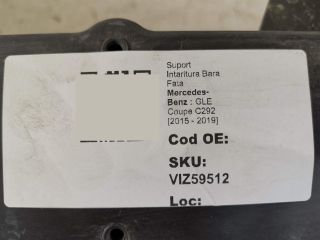 Suport
Intaritura Bara
Fata
Mercedes-
Benz : GLE
Coupe C292
[2015 - 2019]
Cod OE:
SKU:
VIZ59512
Loc: